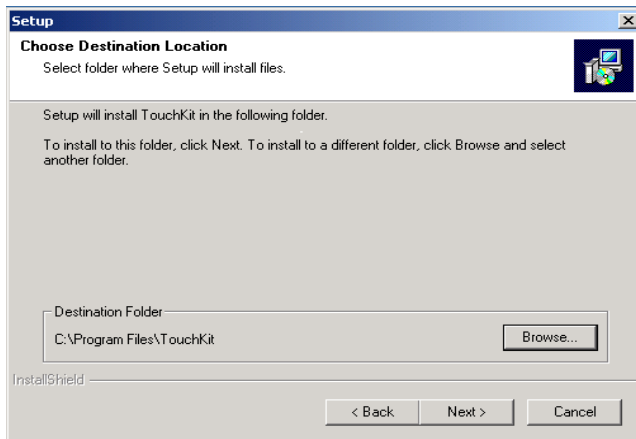 Setup
Choose Destination Location
Select folder where Setup will install files.
Setup will install TouchKit in the following folder.
To install to this folder, click Next. To install to a different folder, click Browse and select
another folder.
Destination Folder
C:\Program Files\TouchKit
Browse...
InstallShield
< Back
Next >
Cancel